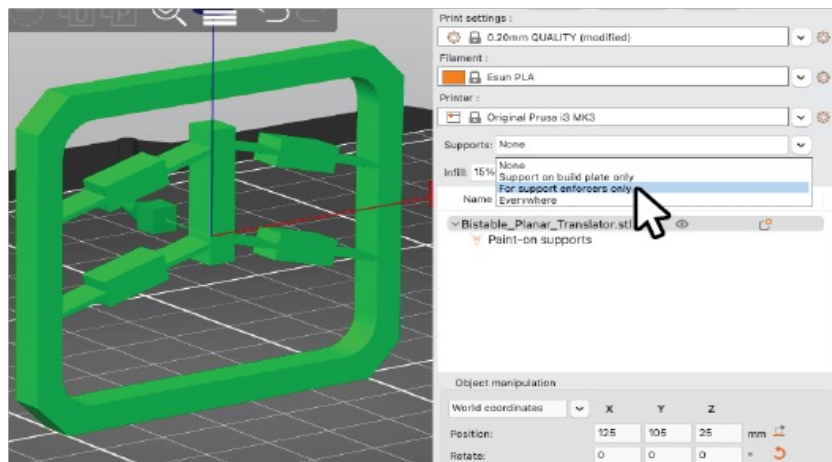 Print settings :
0.20mm QUALITY (modified)
Filament :
Esun PLA
Printer :
Original Prusa i3 MK3
Supports: None
None
Infill: 15%
Support on build plate only
For support enforcers only
Name
Everywhere
Bistable_Planar_Translator.stl
Paint-on supports
Object manipulation
World coordinates X Y Z
Position: 125 105 25 mm
Rotate: 0 0 0 °